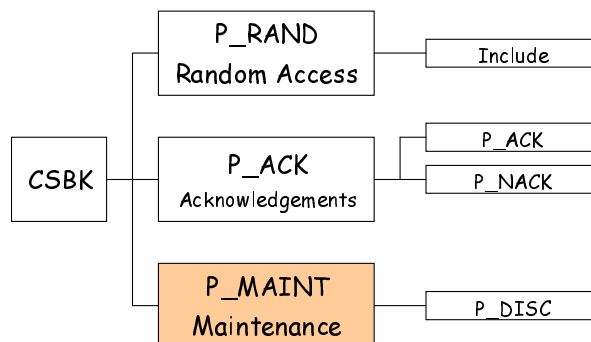 P_RAND
Random Access
Include
CSBK
P_ACK
Acknowledgements
P_ACK
P_NACK
P_MAINT
Maintenance
P_DISC